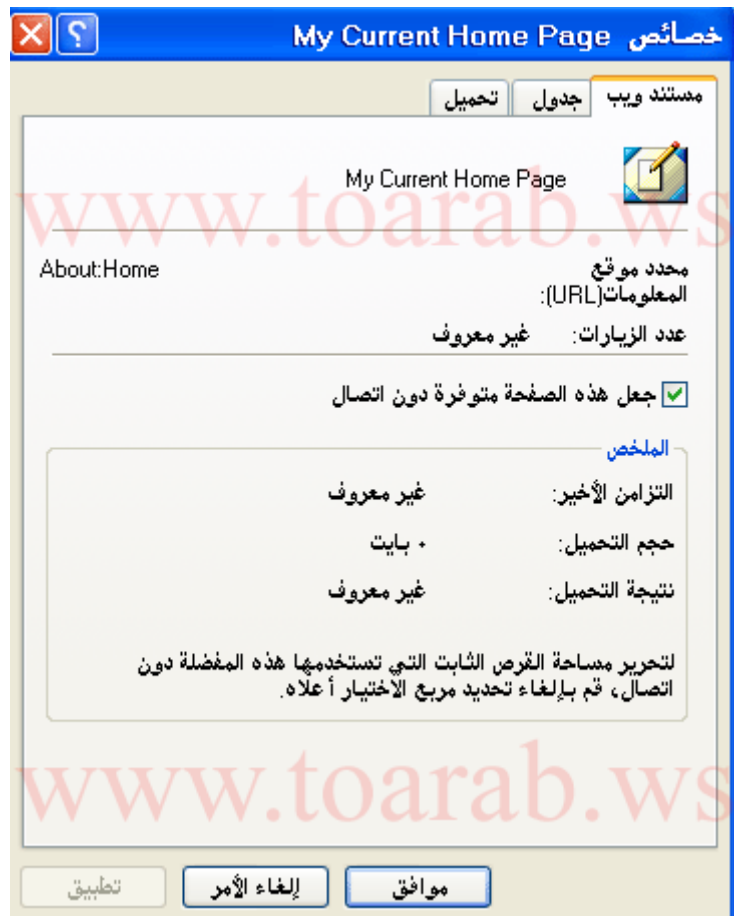 خصائص My Current Home Page
مستند ويب جدول تحميل
My Current Home Page
www.toarab.ws
محدد موقع About:Home
المعلومات(URL):
عدد الزيارات: غير معروف
جعل هذه الصفحة متوفرة دون اتصال
الملخص
التزامن الأخير: غير معروف
حجم التحميل: ٠ بايت
نتيجة التحميل: غير معروف
لتحرير مساحة القرص الثابت التي تستخدمها هذه المفضلة دون
اتصال، قم بإلغاء تحديد مربع الاختيار أعلاه.
www.toarab.ws
موافق إلغاء الأمر تطبيق